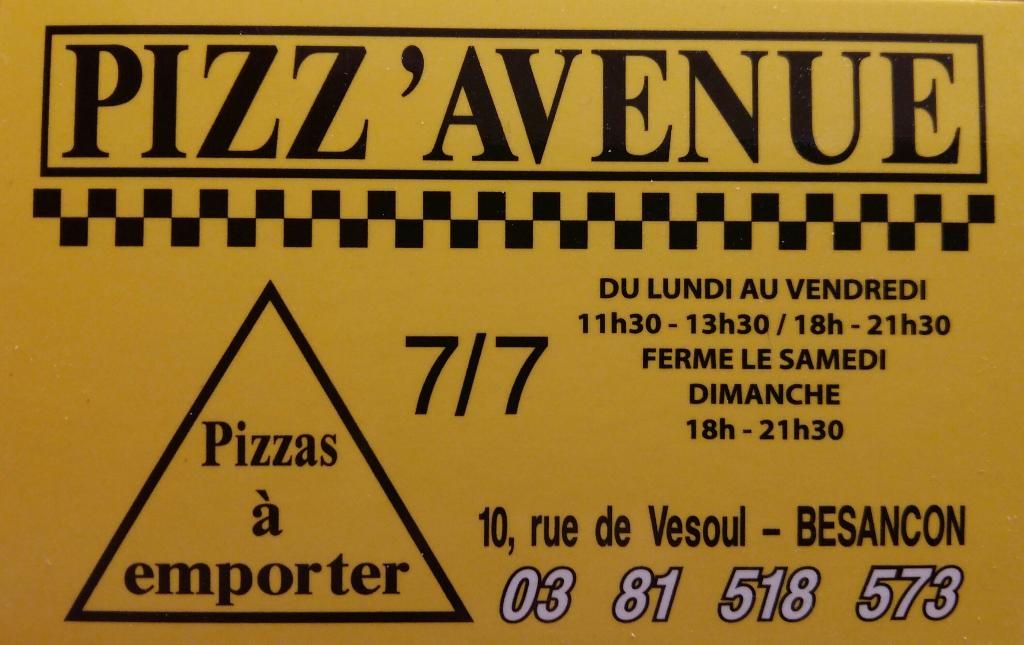 PIZZ'AVENUE
DU LUNDI AU VENDREDI
11h30 - 13h30 / 18h - 21h30
FERME LE SAMEDI
DIMANCHE
18h - 21h30
7/7
Pizzas
à
emporter
10, rue de Vesoul – BESANCON
03 81 518 573